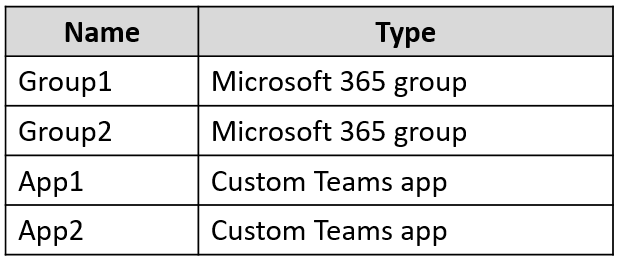 Name Type
Group1 Microsoft 365 group
Group2 Microsoft 365 group
App1 Custom Teams app
App2 Custom Teams app